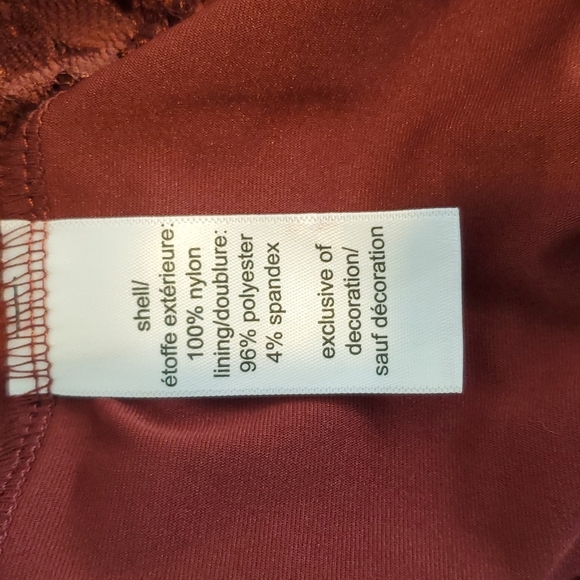 shell/
étoffe extérieure:
100% nylon
lining/doublure:
96% polyester
4% spandex
exclusive of
decoration/
sauf décoration